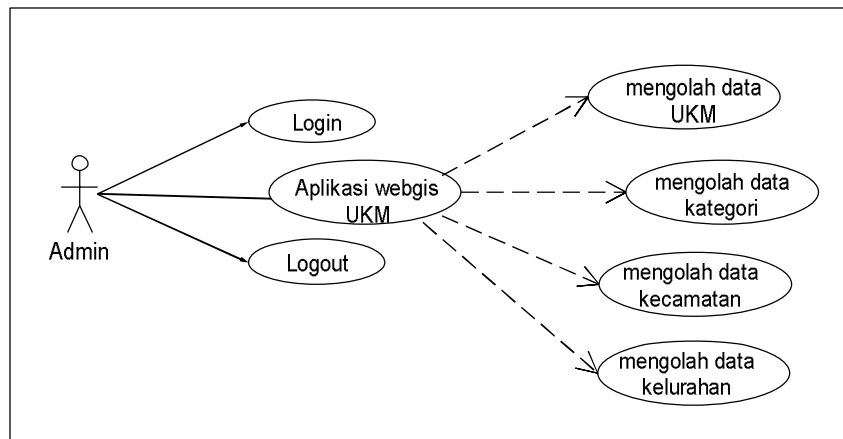 Admin
Login
Aplikasi webgis
UKM
Logout
mengolah data
UKM
mengolah data
kategori
mengolah data
kecamatan
mengolah data
kelurahan